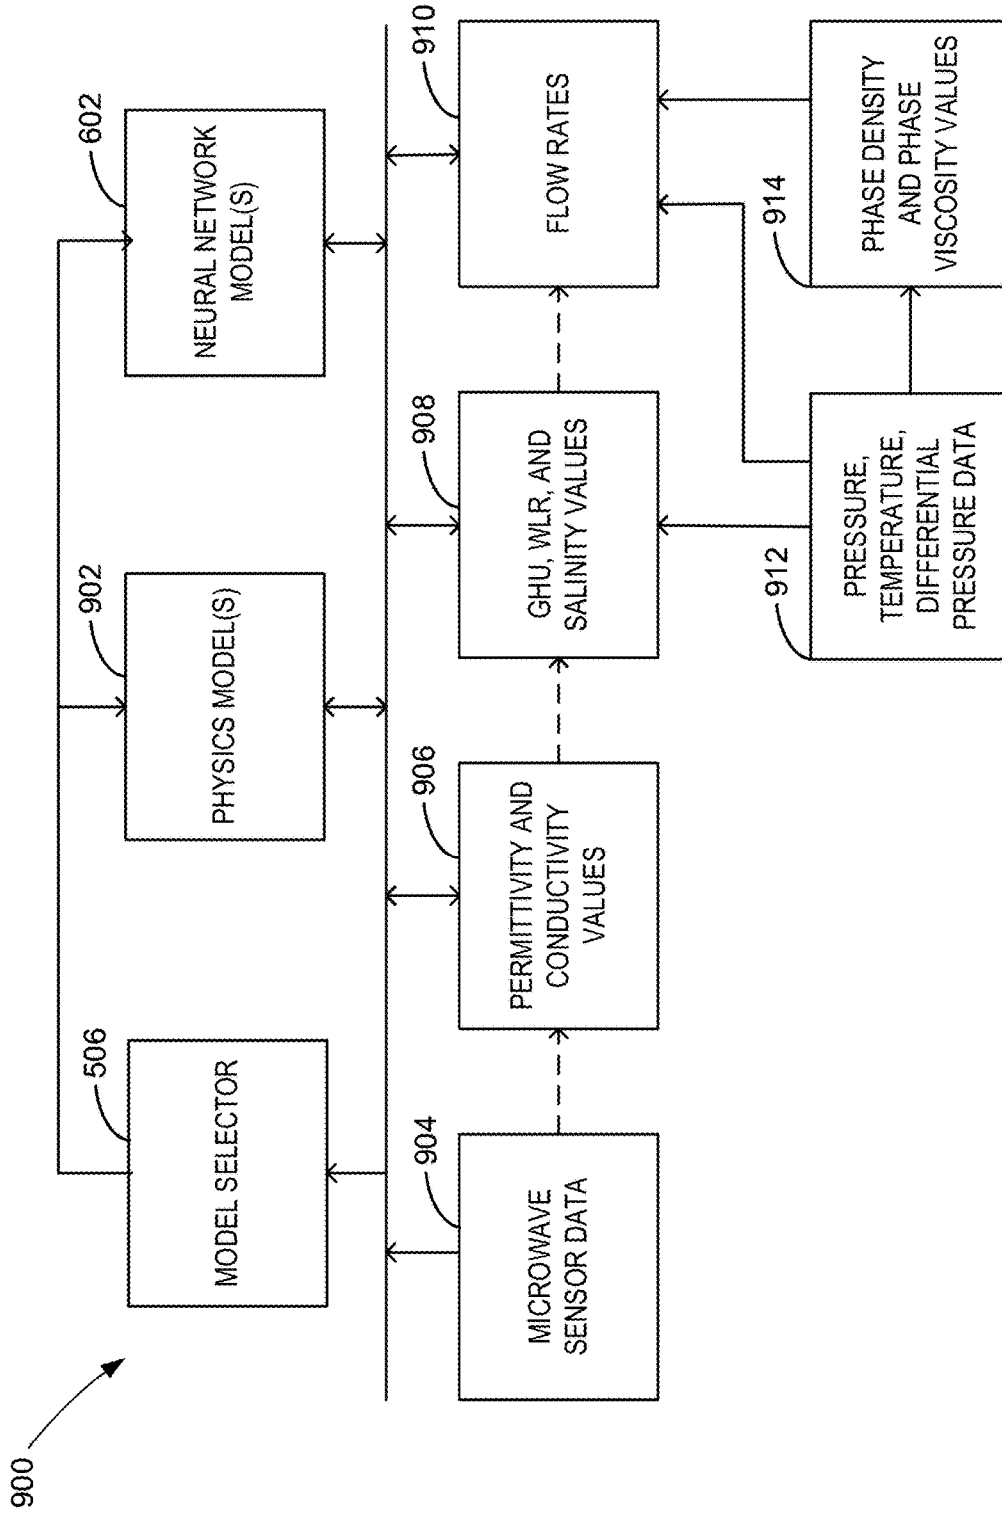 900
506
MODEL SELECTOR
902
PHYSICS MODEL(S)
602
NEURAL NETWORK
MODEL(S)
904
MICROWAVE
SENSOR DATA
906
PERMITTIVITY AND
CONDUCTIVITY
VALUES
908
GHU, WLR, AND
SALINITY VALUES
910
FLOW RATES
912
PRESSURE,
TEMPERATURE,
DIFFERENTIAL
PRESSURE DATA
914
PHASE DENSITY
AND PHASE
VISCOSITY VALUES